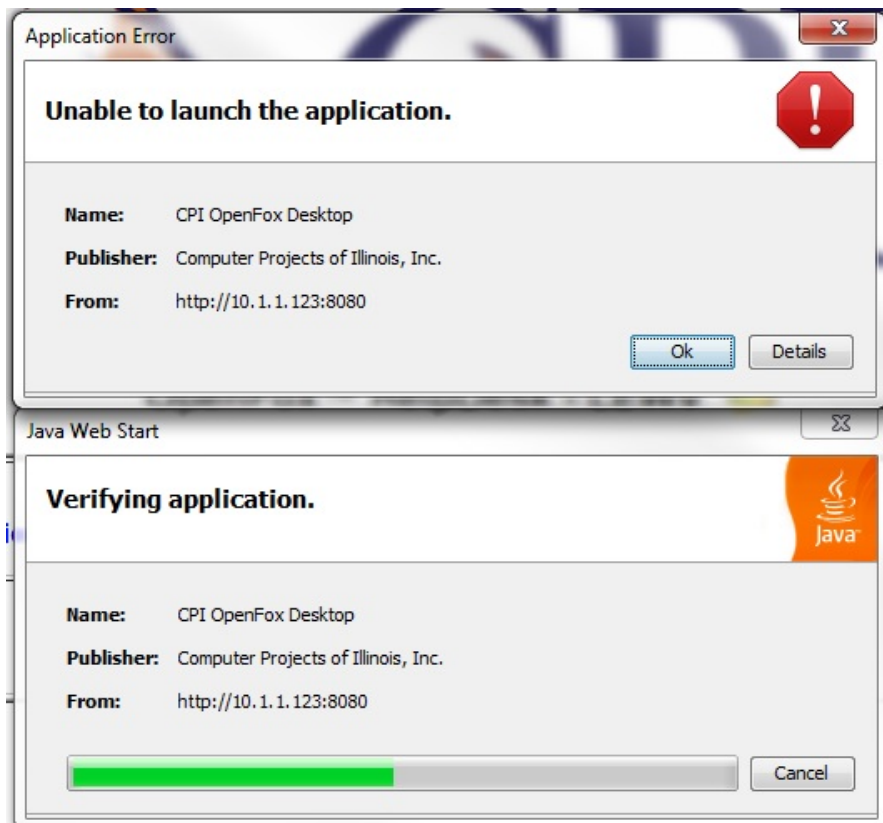 Application Error
Unable to launch the application.
Name: CPI OpenFox Desktop
Publisher: Computer Projects of Illinois, Inc.
From: http://10.1.1.123:8080
Ok Details
Java Web Start
Verifying application.
Java
Name: CPI OpenFox Desktop
Publisher: Computer Projects of Illinois, Inc.
From: http://10.1.1.123:8080
Cancel